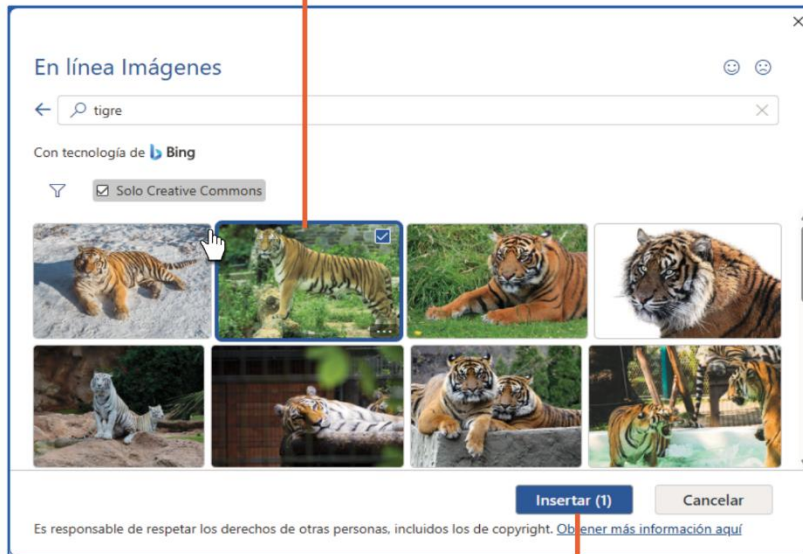 En línea Imágenes
tigre
Con tecnología de Bing
Solo Creative Commons
Insertar (1)
Cancelar
Es responsable de respetar los derechos de otras personas, incluidos los de copyright. Obtener más información aquí